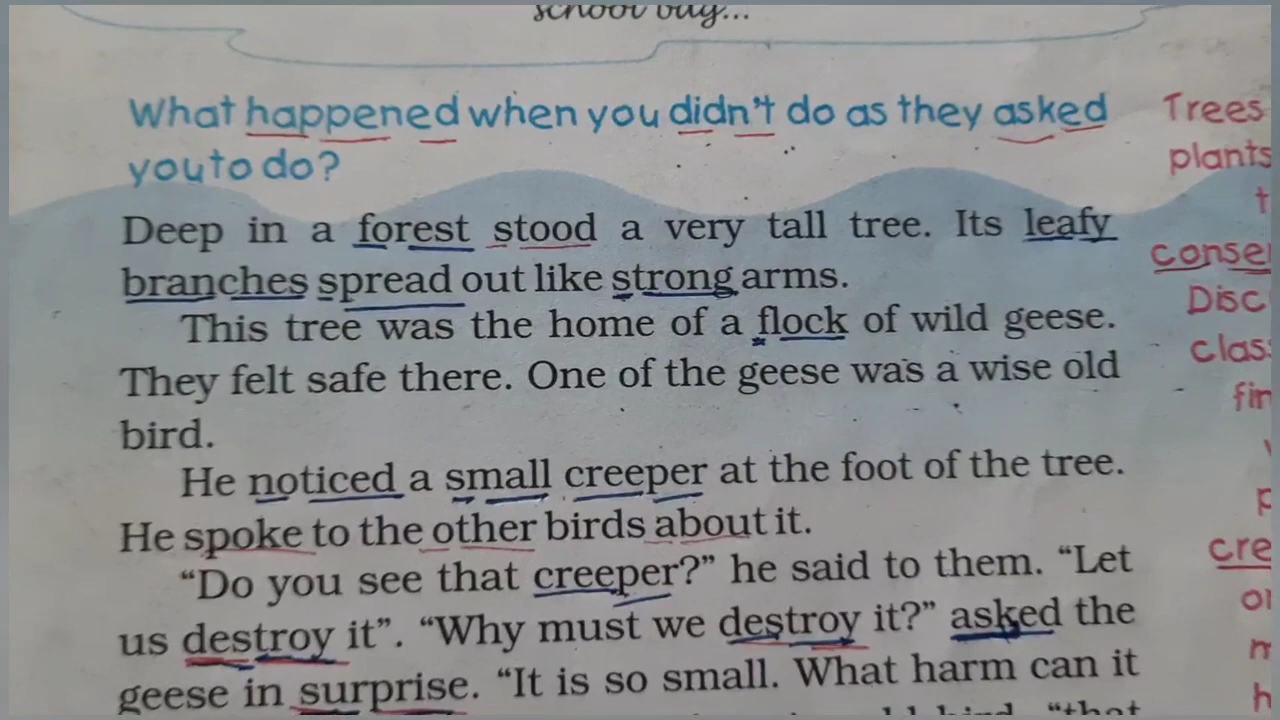 school bag...
What happened when you didn't do as they asked
you to do?
Deep in a forest stood a very tall tree. Its leafy
branches spread out like strong arms.
This tree was the home of a flock of wild geese.
They felt safe there. One of the geese was a wise old
bird.
He noticed a small creeper at the foot of the tree.
He spoke to the other birds about it.
“Do you see that creeper?” he said to them. “Let
us destroy it”. “Why must we destroy it?” asked the
geese in surprise. “It is so small. What harm can it
bird, “that
Trees
plants